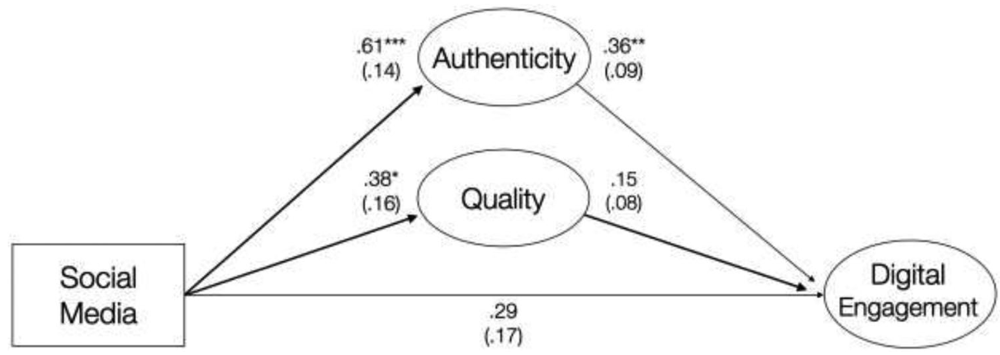 .61***
(.14)
Authenticity
.36**
(.09)
.38*
(.16)
Quality
.15
(.08)
Social
Media
.29
(.17)
Digital
Engagement